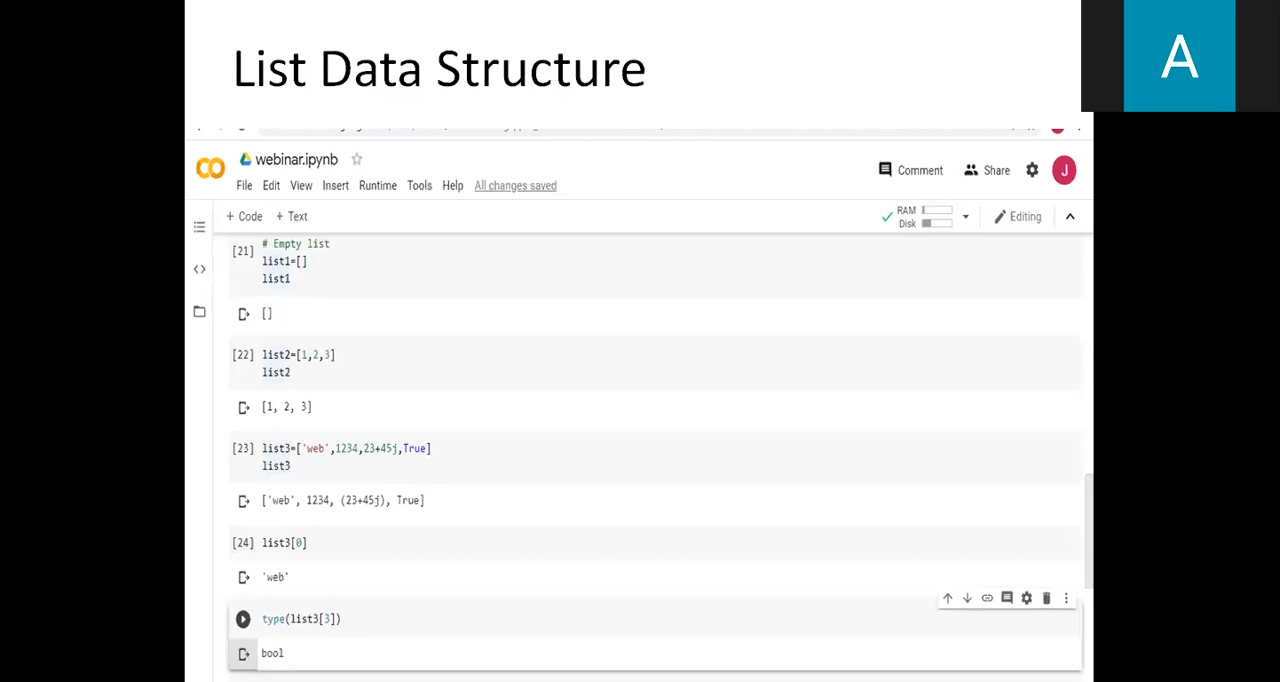 List Data Structure
A
webinar.ipynb
Comment
Share
J
File Edit View Insert Runtime Tools Help All changes saved
+ Code + Text
RAM
Disk
Editing
[21] # Empty list
list1=[]
list1
[]
[22] list2=[1,2,3]
list2
[1, 2, 3]
[23] list3=['web',1234,23+45j,True]
list3
['web', 1234, (23+45j), True]
[24] list3[0]
'web'
type(list3[3])
bool